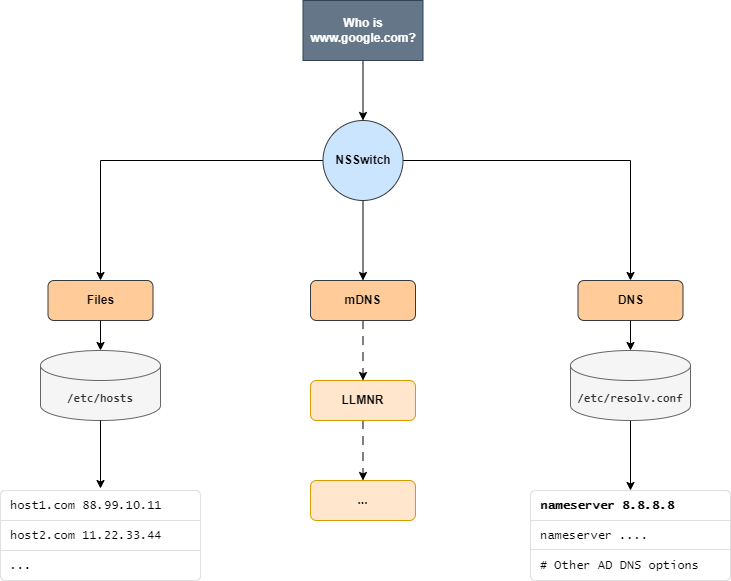 Who is
www.google.com?
NSSwitch
Files
mDNS
DNS
/etc/hosts
LLMNR
/etc/resolv.conf
host1.com 88.99.10.11
host2.com 11.22.33.44
...
...
nameserver 8.8.8.8
nameserver ....
# Other AD DNS options